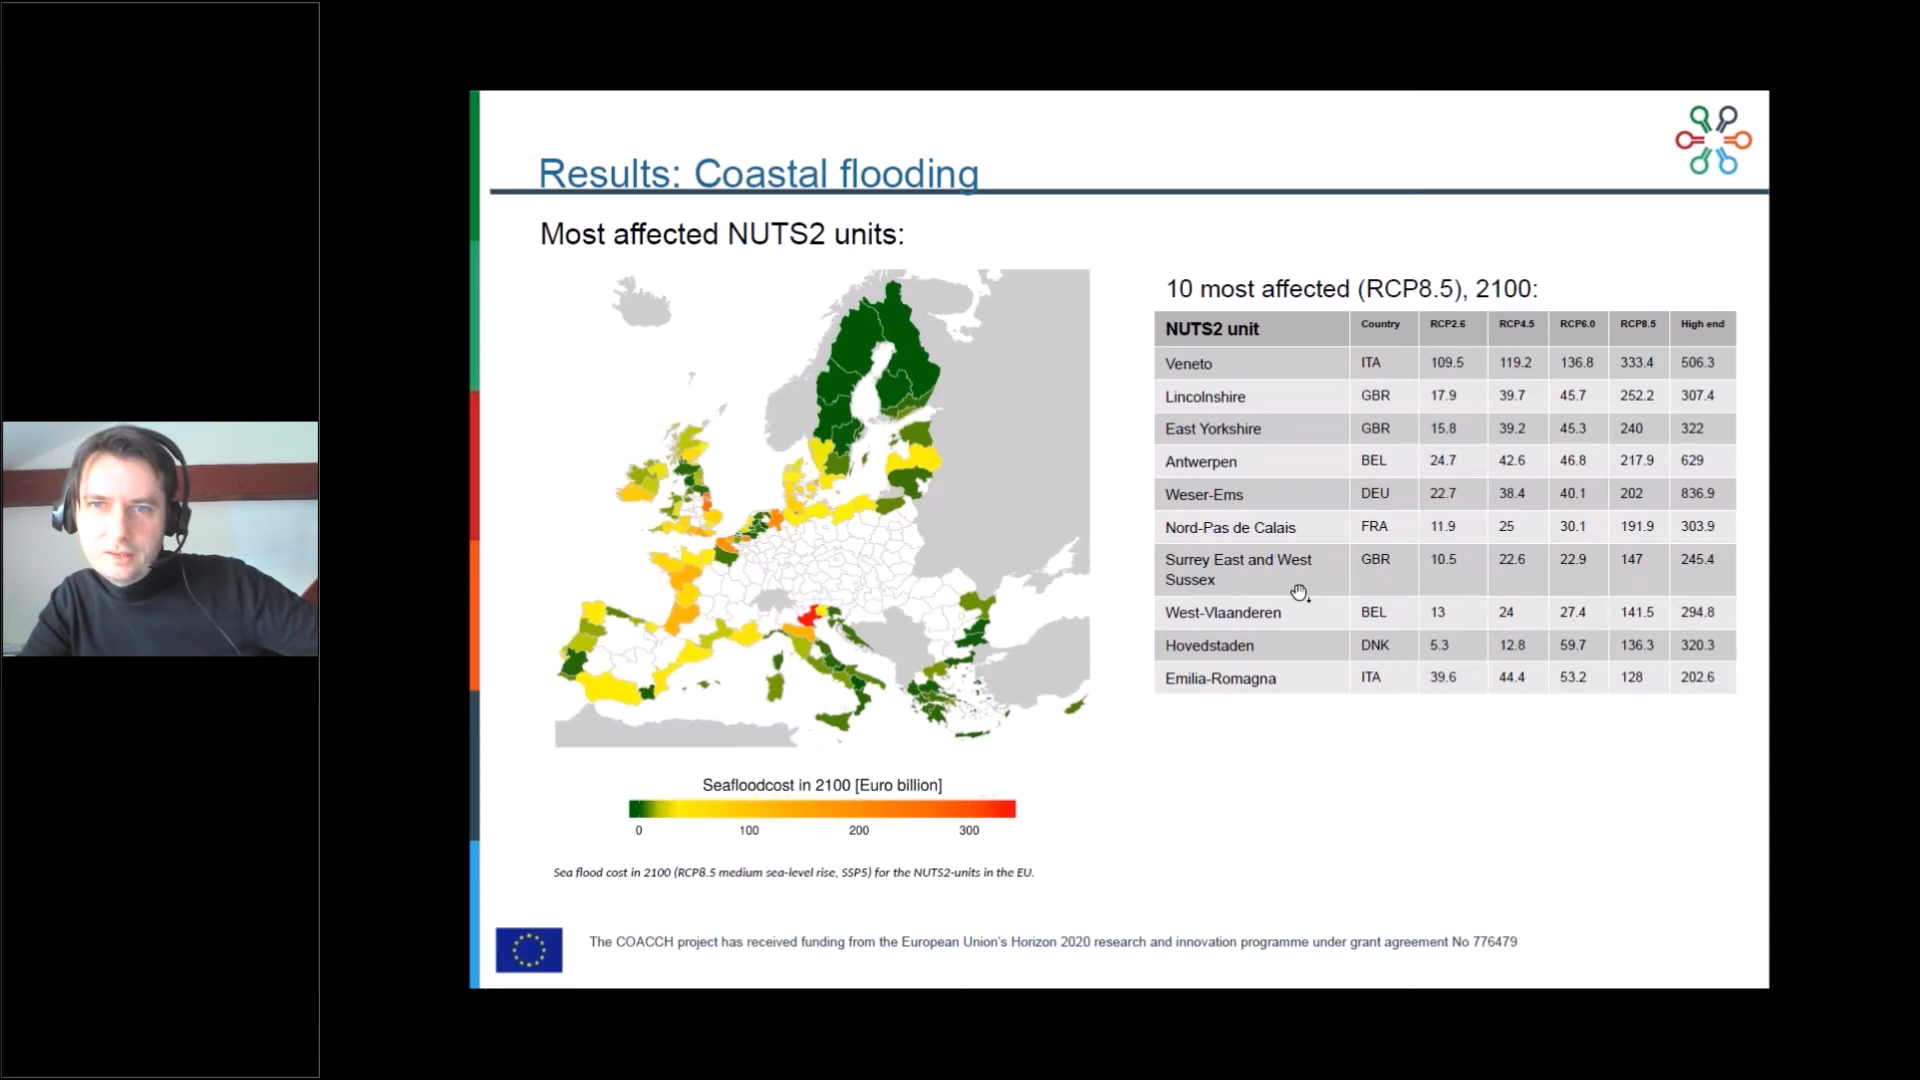 Results: Coastal flooding
Most affected NUTS2 units:
10 most affected (RCP8.5), 2100:
NUTS2 unit Country RCP2.6 RCP4.5 RCP6.0 RCP8.5 High end
Veneto ITA 109.5 119.2 136.8 333.4 506.3
Lincolnshire GBR 17.9 39.7 45.7 252.2 307.4
East Yorkshire GBR 15.8 39.2 45.3 240 322
Antwerpen BEL 24.7 42.6 46.8 217.9 629
Weser-Ems DEU 22.7 38.4 40.1 202 836.9
Nord-Pas de Calais FRA 11.9 25 30.1 191.9 303.9
Surrey East and West GBR 10.5 22.6 22.9 147 245.4
Sussex
West-Vlaanderen BEL 13 24 27.4 141.5 294.8
Hovedstaden DNK 5.3 12.8 59.7 136.3 320.3
Emilia-Romagna ITA 39.6 44.4 53.2 128 202.6
Seafloodcost in 2100 [Euro billion]
0 100 200 300
Sea flood cost in 2100 (RCP8.5 medium sea-level rise, SSP5) for the NUTS2-units in the EU.
The COACCH project has received funding from the European Union's Horizon 2020 research and innovation programme under grant agreement No 776479